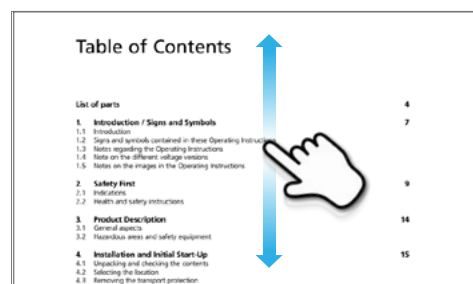 Table of Contents
List of parts 4
1. Introduction / Signs and Symbols 7
1.1 Introduction
1.2 Signs and symbols contained in these Operating Instructi
1.3 Notes regarding the Operating Instructions
1.4 Note on the different voltage versions
1.5 Notes on the images in the Operating Instructions
2. Safety First 9
2.1 Indications
2.2 Health and safety instructions
3. Product Description 14
3.1 General aspects
3.2 Hazardous areas and safety equipment
4. Installation and Initial Start-Up 15
4.1 Unpacking and checking the contents
4.2 Selecting the location
4.3 Removing the transport protection